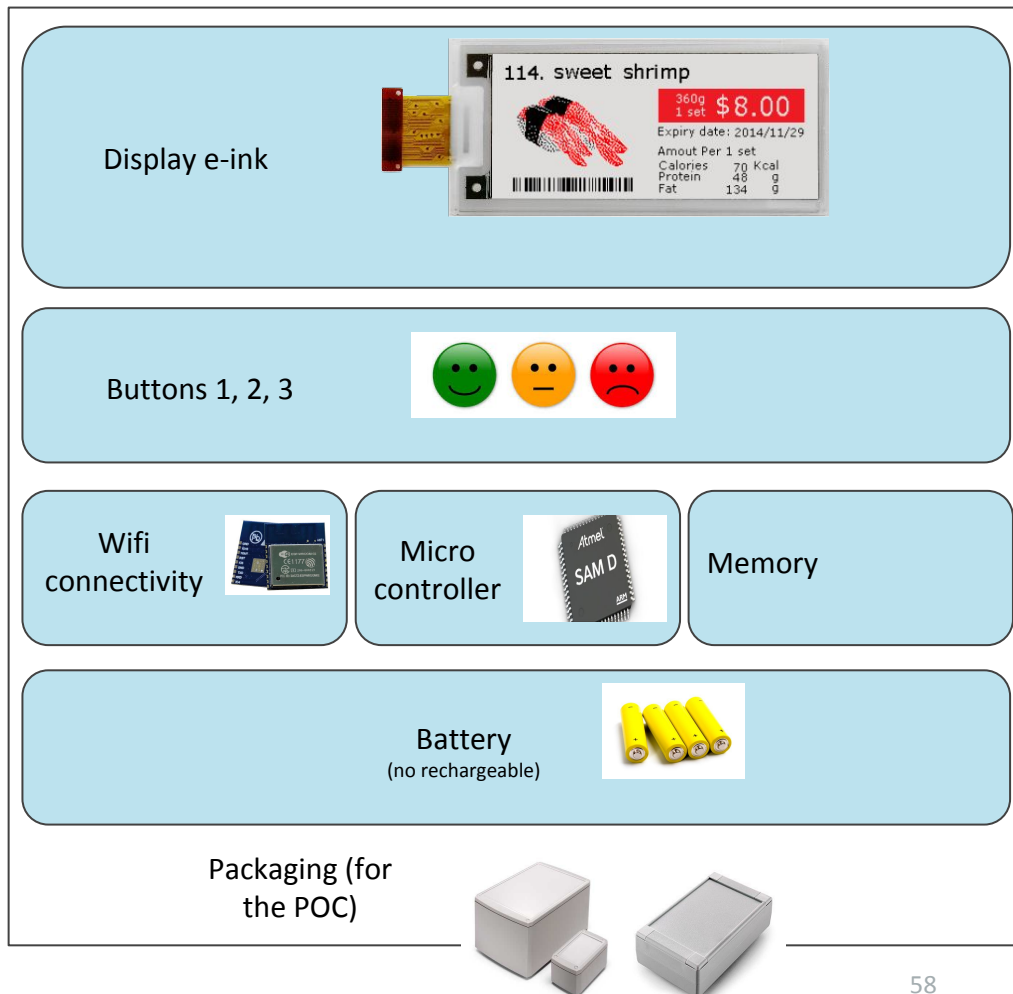 114. sweet shrimp
360g
1 set $8.00
Expiry date: 2014/11/29
Amout Per 1 set
Calories 70 Kcal
Protein 48 g
Fat 134 g
Display e-ink
Buttons 1, 2, 3
Wifi
connectivity
CE1177
Micro
controller
Atmel
SAM D
ARM
Memory
Battery
(no rechargeable)
Packaging (for
the POC)
58